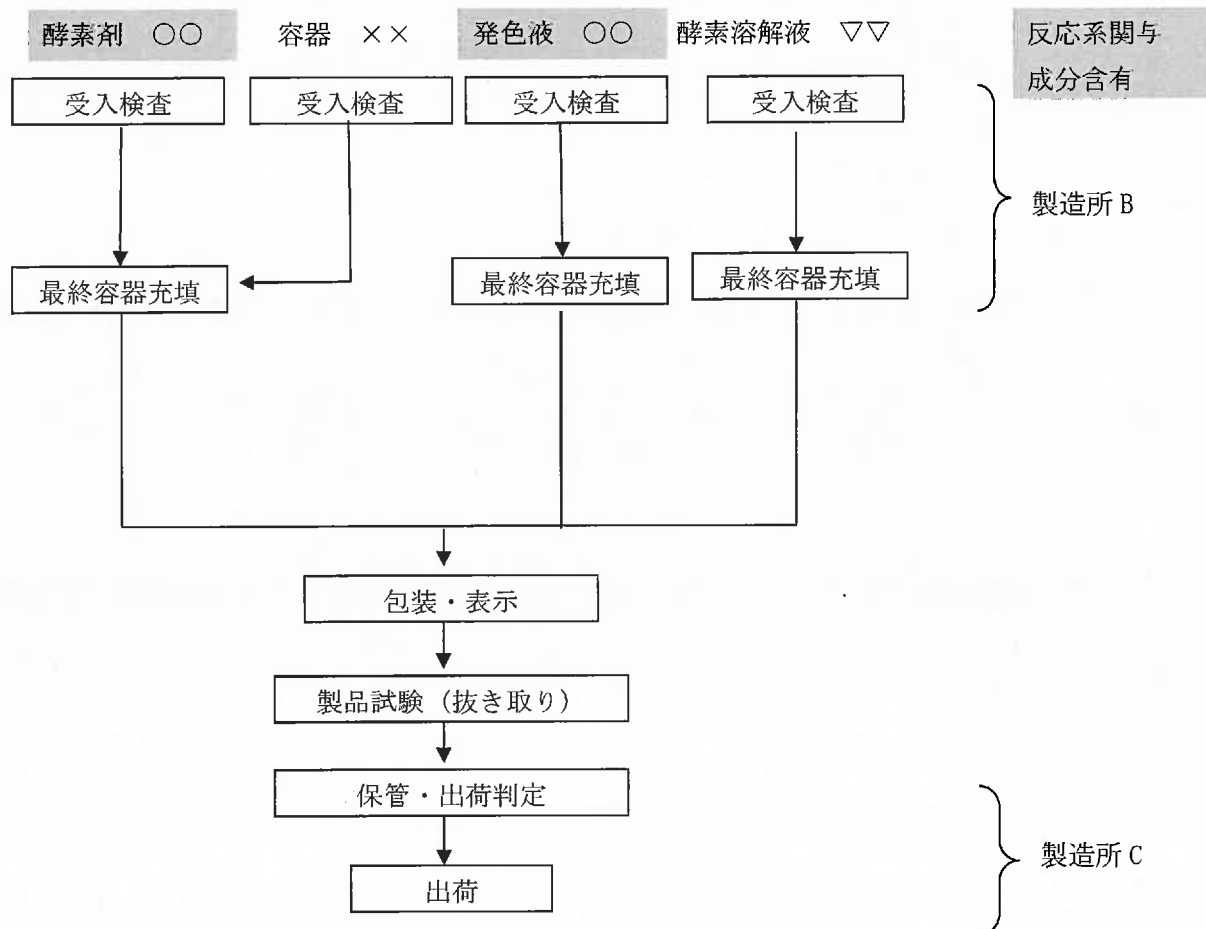 酵素剤 ○○
容器 ××
発色液 ○○
酵素溶解液 ▽▽
反応系関与
成分含有
受入検査
受入検査
受入検査
受入検査
製造所 B
最終容器充填
最終容器充填
最終容器充填
包装・表示
製品試験（抜き取り）
保管・出荷判定
製造所 C
出荷